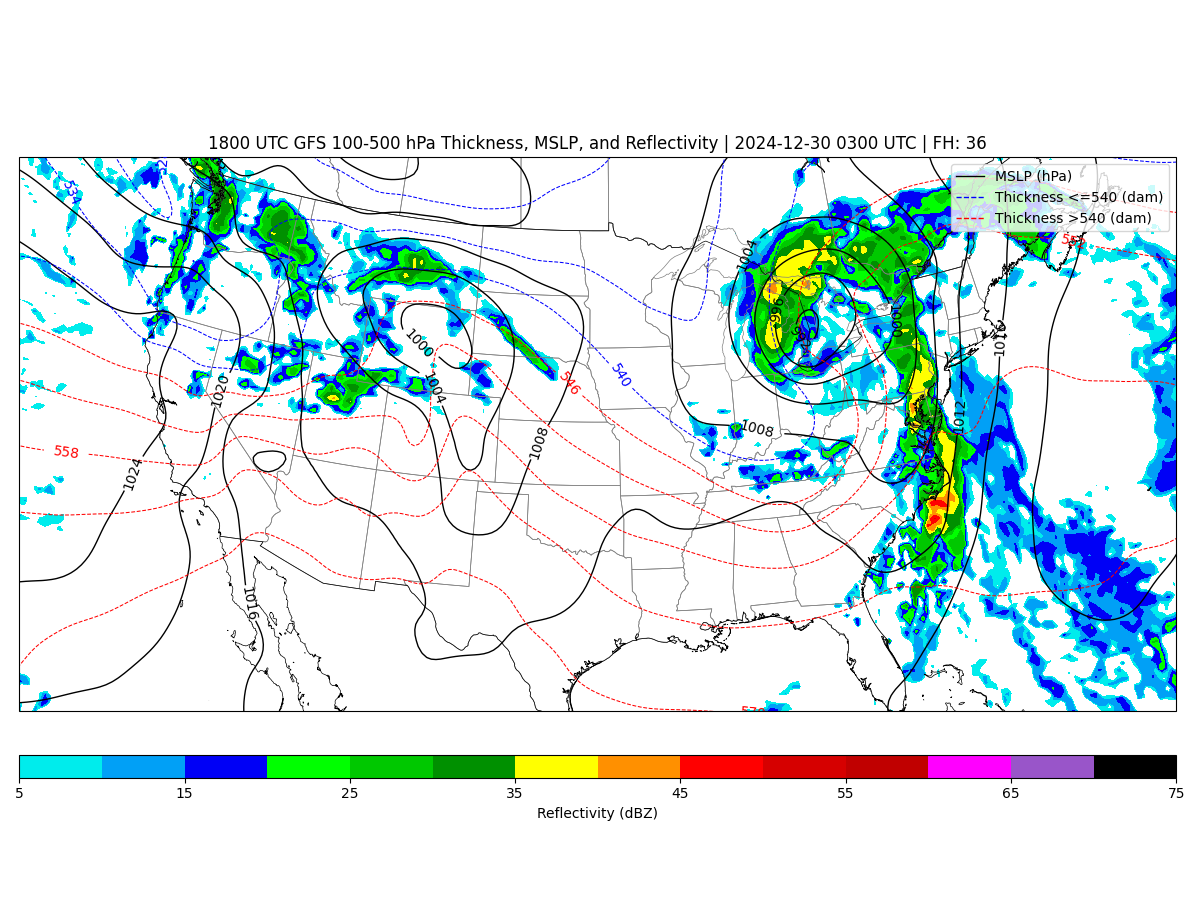 1800 UTC GFS 100-500 hPa Thickness, MSLP, and Reflectivity | 2024-12-30 0300 UTC | FH: 36
MSLP (hPa)
Thickness <=540 (dam)
Thickness >540 (dam)
534
1004
996
1000
1016
1020
1004
546
540
1008
1008
1012
558
1024
1016
5 15 25 35 45 55 65 75
Reflectivity (dBZ)